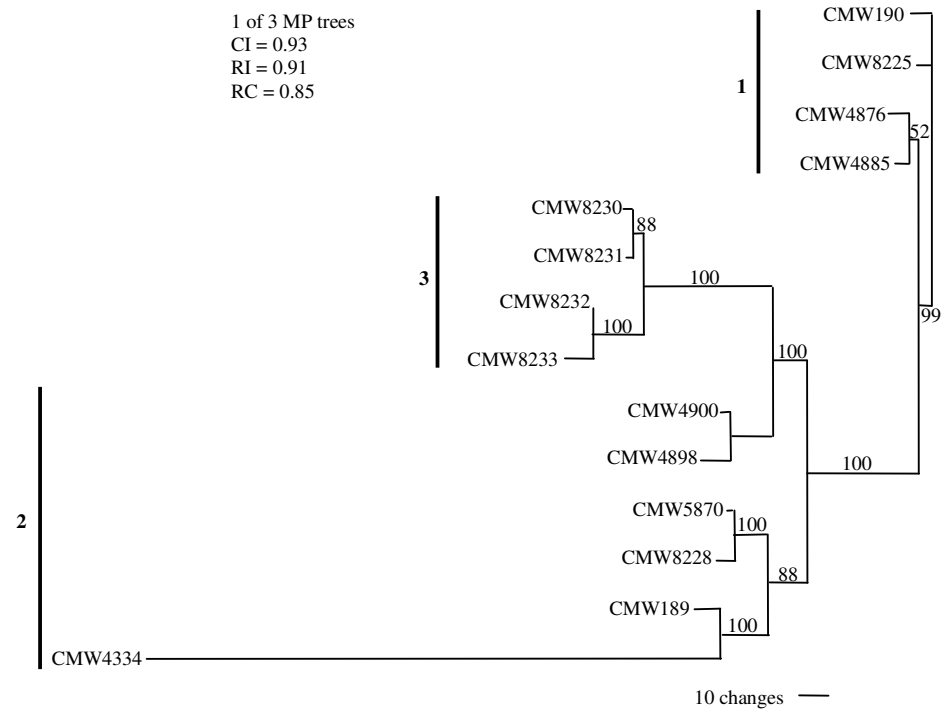 1 of 3 MP trees
CI = 0.93
RI = 0.91
RC = 0.85
CMW190
CMW8225
1
CMW4876
52
CMW4885
CMW8230
88
CMW8231
3
100
CMW8232
100
CMW8233
99
100
CMW4900
CMW4898
100
2
CMW5870
100
CMW8228
88
CMW189
100
CMW4334
10 changes